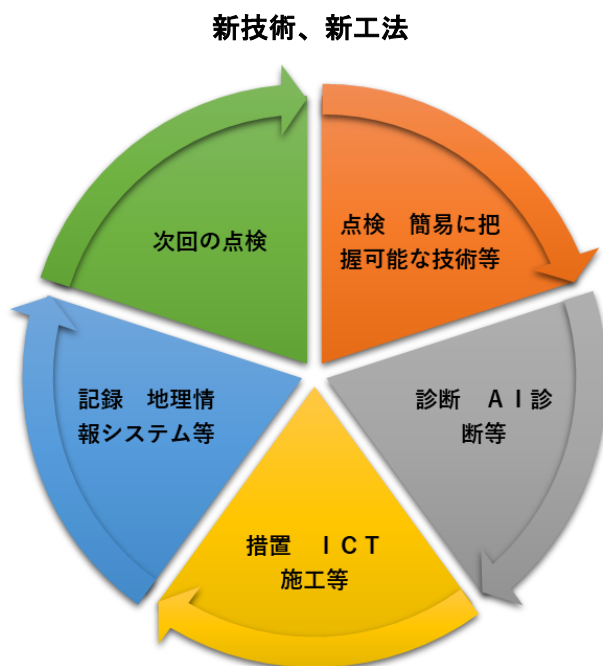 新技術、新工法
点検　簡易に把
握可能な技術等
診断　ＡＩ診
断等
措置　ＩＣＴ
施工等
記録　地理情
報システム等
次回の点検